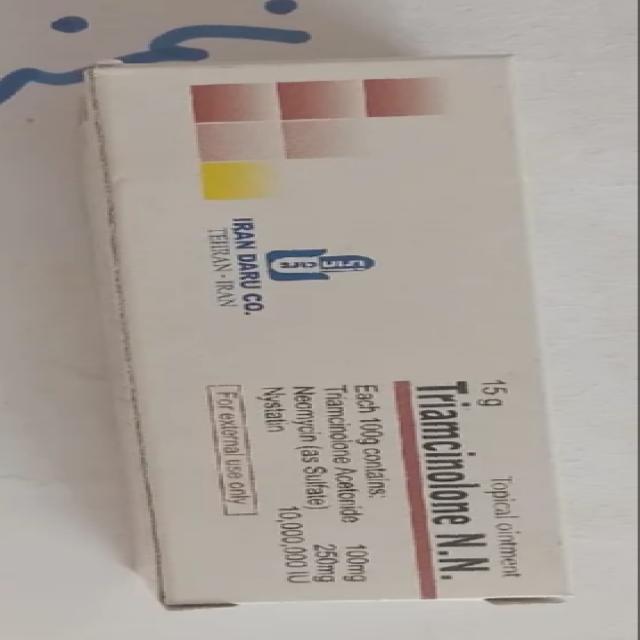 15 g Topical ointment
Triamcinolone N.N.
Each 100g contains:
Triamcinolone Acetonide 100mg
Neomycin (as Sulfate) 250mg
Nystatin 10,000,000 IU
For external use only
IRAN DARU CO.
TEHRAN - IRAN